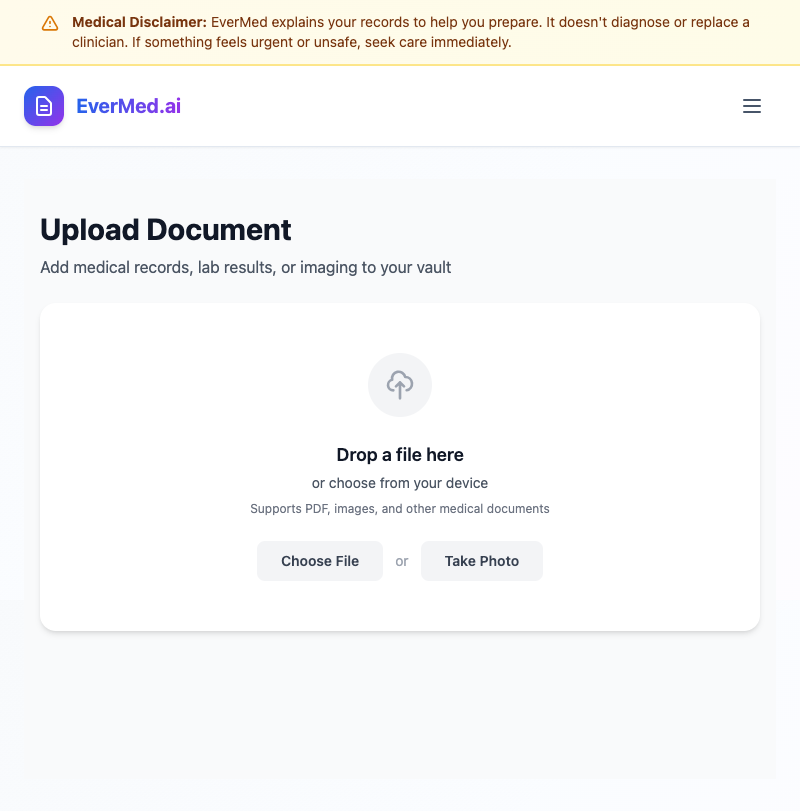 Medical Disclaimer: EverMed explains your records to help you prepare. It doesn't diagnose or replace a
clinician. If something feels urgent or unsafe, seek care immediately.
EverMed.ai
Upload Document
Add medical records, lab results, or imaging to your vault
Drop a file here
or choose from your device
Supports PDF, images, and other medical documents
Choose File or Take Photo